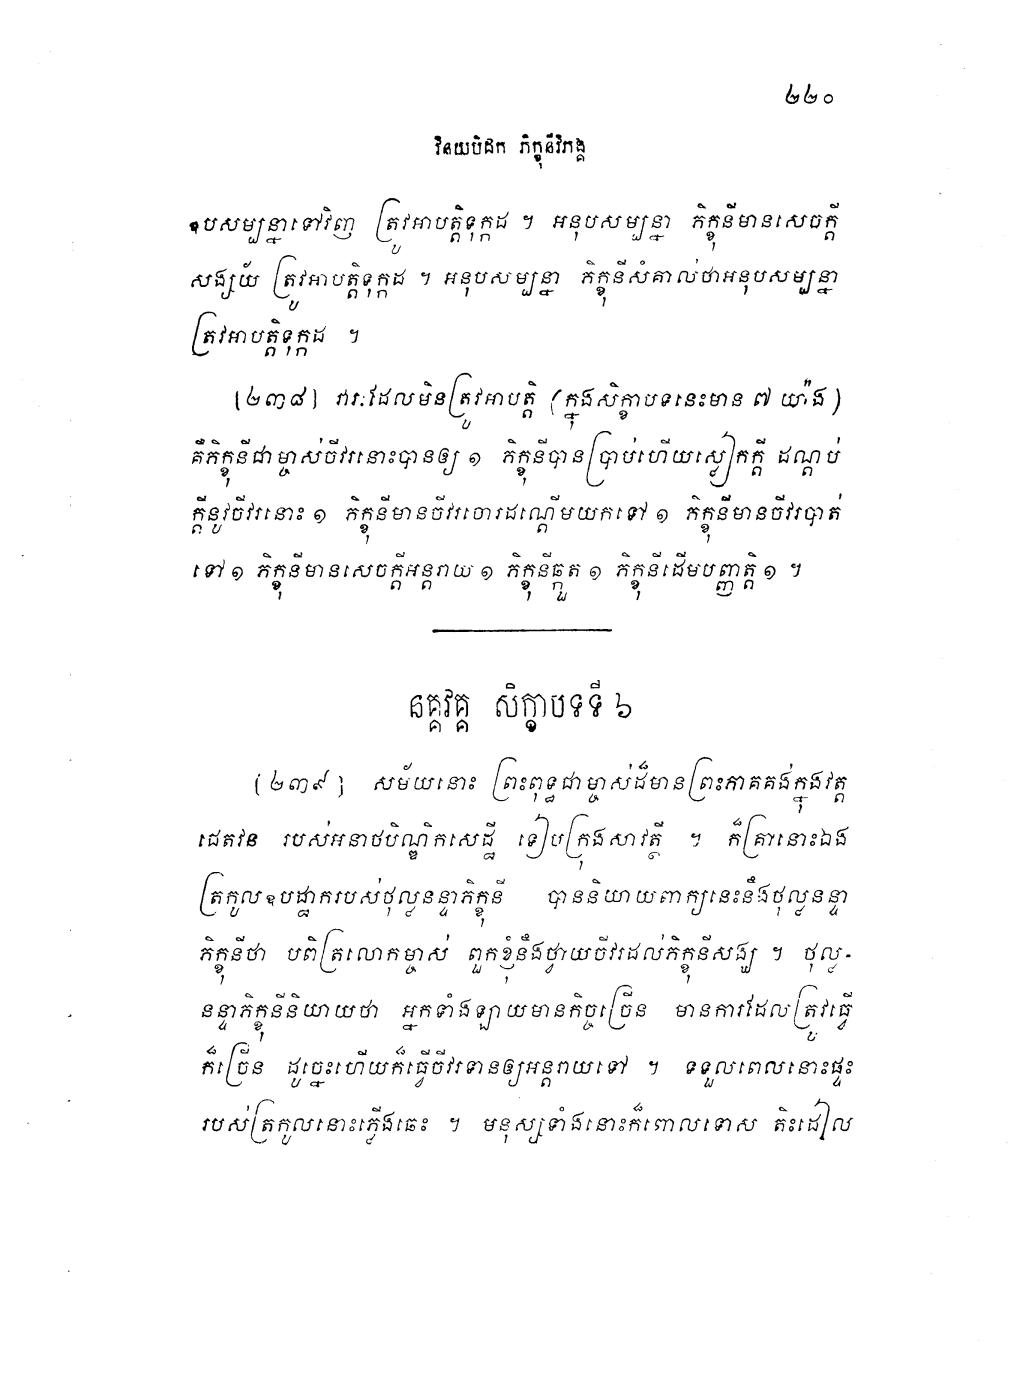 ២២០
វិនយបិដក ភិក្ខុនីវិភង្គ
ឧបសម្បន្នាទៅវិញ ត្រូវអាបត្តិទុក្កដ ។ អនុបសម្បន្នា ភិក្ខុនីមានសេចក្តី
សង្ស័យ ត្រូវអាបត្តិទុក្កដ ។ អនុបសម្បន្នា ភិក្ខុនីសំគាល់ថាអនុបសម្បន្នា
ត្រូវអាបត្តិទុក្កដ ។
[២៣៨] វារៈដែលមិនត្រូវអាបត្តិ (ក្នុងសិក្ខាបទនេះមាន ៧ យ៉ាង)
គឺភិក្ខុនីជាម្ចាស់ចីវរនោះបានឲ្យ ១ ភិក្ខុនីបានប្រាប់ហើយស្លៀកក្តី ដណ្តប់
ក្តីនូវចីវរនោះ ១ ភិក្ខុនីមានចីវរចោរដណ្តើមយកទៅ ១ ភិក្ខុនីមានចីវរបាត់
ទៅ ១ ភិក្ខុនីមានសេចក្តីអន្តរាយ ១ ភិក្ខុនីឆ្កួត ១ ភិក្ខុនីដើមបញ្ញត្តិ ១ ។
នគ្គវគ្គ សិក្ខាបទទី ៦
[២៣៩] សម័យនោះ ព្រះពុទ្ធជាម្ចាស់ដ៏មានព្រះភាគគង់ក្នុងវត្ត
ជេតវន របស់អនាថបិណ្ឌិកសេដ្ឋី ទៀបក្រុងសាវត្ថី ។ ក៏គ្រានោះឯង
ត្រកូលឧបដ្ឋាករបស់ថុល្លនន្ទាភិក្ខុនី បាននិយាយពាក្យនេះនឹងថុល្លនន្ទា
ភិក្ខុនីថា បពិត្រលោកម្ចាស់ ពួកខ្ញុំនឹងថ្វាយចីវរដល់ភិក្ខុនីសង្ឃ ។ ថុល្ល-
នន្ទាភិក្ខុនីនិយាយថា អ្នកទាំងឡាយមានកិច្ចច្រើន មានការដែលត្រូវធ្វើ
ក៏ច្រើន ដូច្នេះហើយក៏ធ្វើចីវរទានឲ្យអន្តរាយទៅ ។ ទទួលពេលនោះផ្ទះ
របស់ត្រកូលនោះភ្លើងឆេះ ។ មនុស្សទាំងនោះក៏ពោលទោស តិះដៀល